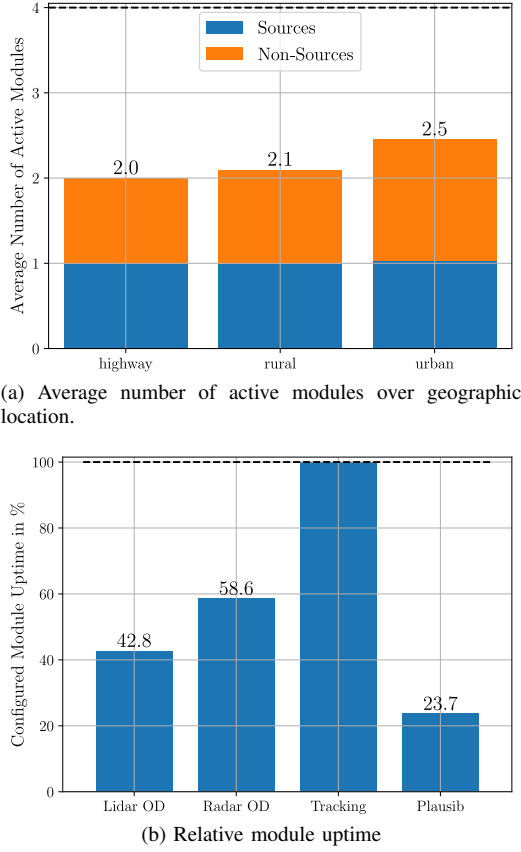 Average Number of Active Modules
4
3
2
1
0
Sources
Non-Sources
2.0
2.1
2.5
highway
rural
urban
(a) Average number of active modules over geographic
location.
Configured Module Uptime in %
100
80
60
40
20
0
42.8
58.6
23.7
Lidar OD
Radar OD
Tracking
Plausib
(b) Relative module uptime